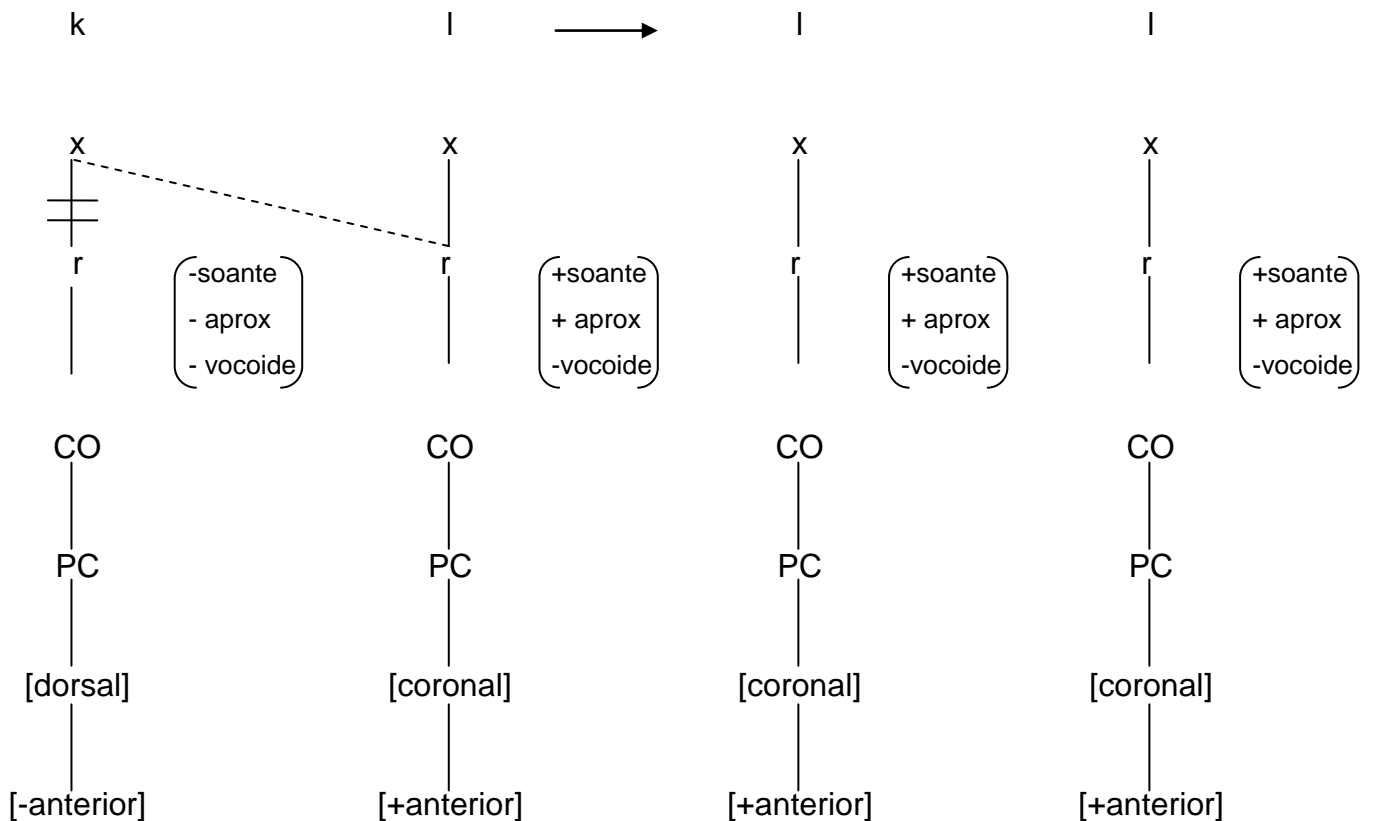 k l l l
x x x x
r r r r
-soante +soante +soante +soante
- aprox + aprox + aprox + aprox
- vocoide -vocoide -vocoide -vocoide
CO CO CO CO
PC PC PC PC
[dorsal] [coronal] [coronal] [coronal]
[-anterior] [+anterior] [+anterior] [+anterior]